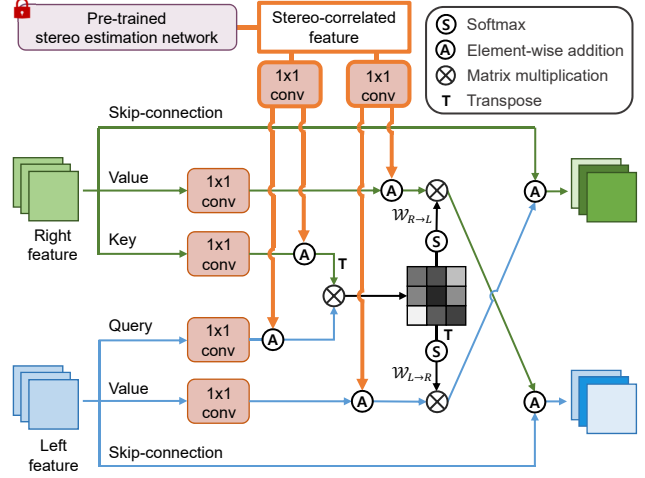 Pre-trained
stereo estimation network
Stereo-correlated
feature
S Softmax
A Element-wise addition
Matrix multiplication
T Transpose
1x1
conv
1x1
conv
Skip-connection
Value
1x1
conv
A
A
Right
feature
𝒲R→L
Key
1x1
conv
A
T
S
Query
1x1
conv
A
T
S
Value
1x1
conv
A
𝒲L→R
A
Left
feature
Skip-connection